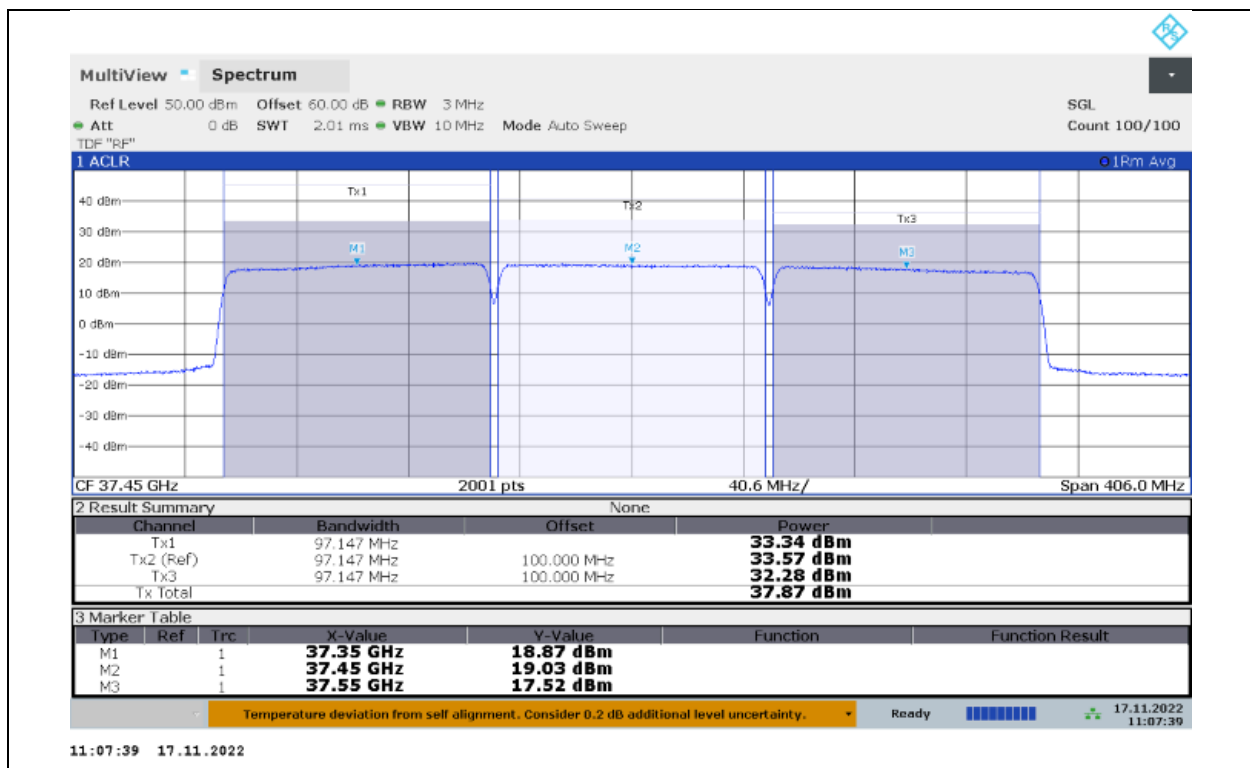 R S
MultiView Spectrum
Ref Level 50.00 dBm Offset 60.00 dB RBW 3 MHz SGL
Att 0 dB SWT 2.01 ms VBW 10 MHz Mode Auto Sweep Count 100/100
TDF "RF"
1 ACLR 1Rm Avg
Tx1
40 dBm
Tx2
Tx3
30 dBm
M1
M2
M3
20 dBm
10 dBm
0 dBm
-10 dBm
-20 dBm
-30 dBm
-40 dBm
CF 37.45 GHz 2001 pts 40.6 MHz/ Span 406.0 MHz
2 Result Summary None
Channel Bandwidth Offset Power
Tx1 97.147 MHz 33.34 dBm
Tx2 (Ref) 97.147 MHz 100.000 MHz 33.57 dBm
Tx3 97.147 MHz 100.000 MHz 32.28 dBm
Tx Total 37.87 dBm
3 Marker Table
Type Ref Trc X-Value Y-Value Function Function Result
M1 1 37.35 GHz 18.87 dBm
M2 1 37.45 GHz 19.03 dBm
M3 1 37.55 GHz 17.52 dBm
Temperature deviation from self alignment. Consider 0.2 dB additional level uncertainty. Ready 17.11.2022
11:07:39
11:07:39 17.11.2022